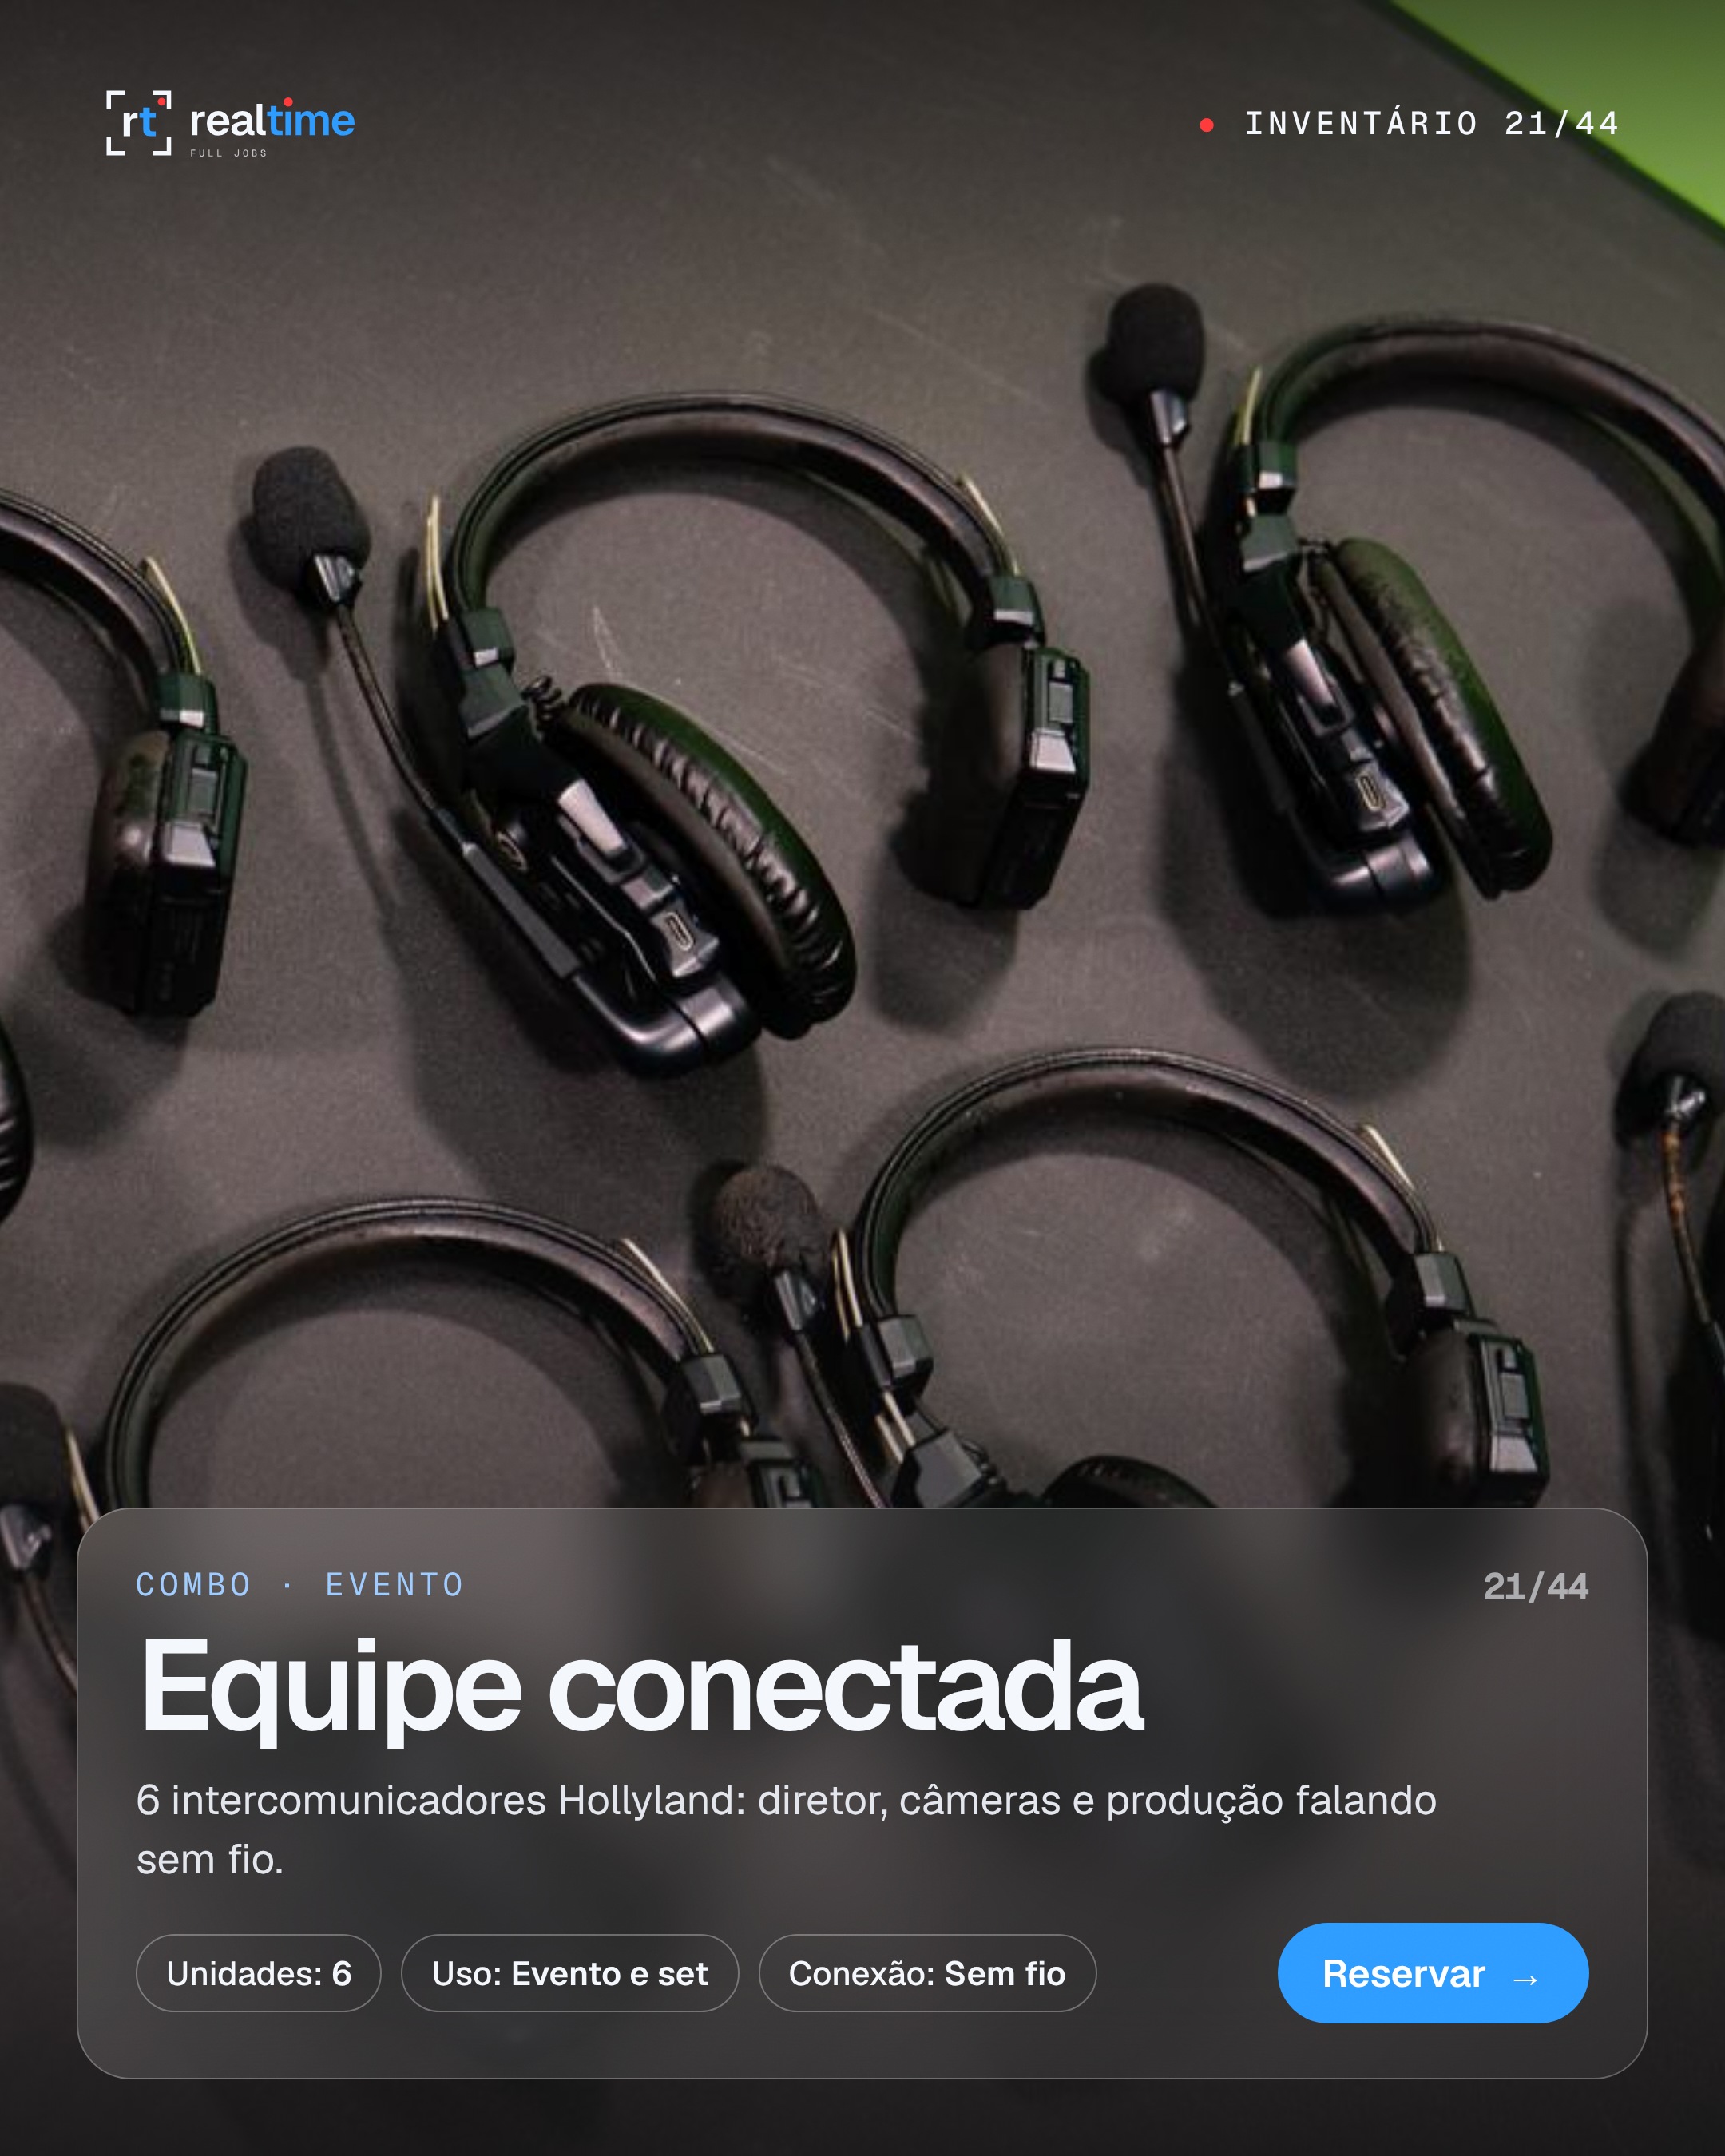 rt realtime
FULL JOBS
INVENTÁRIO 21/44
COMBO · EVENTO
21/44
Equipe conectada
6 intercomunicadores Hollyland: diretor, câmeras e produção falando
sem fio.
Unidades: 6
Uso: Evento e set
Conexão: Sem fio
Reservar →